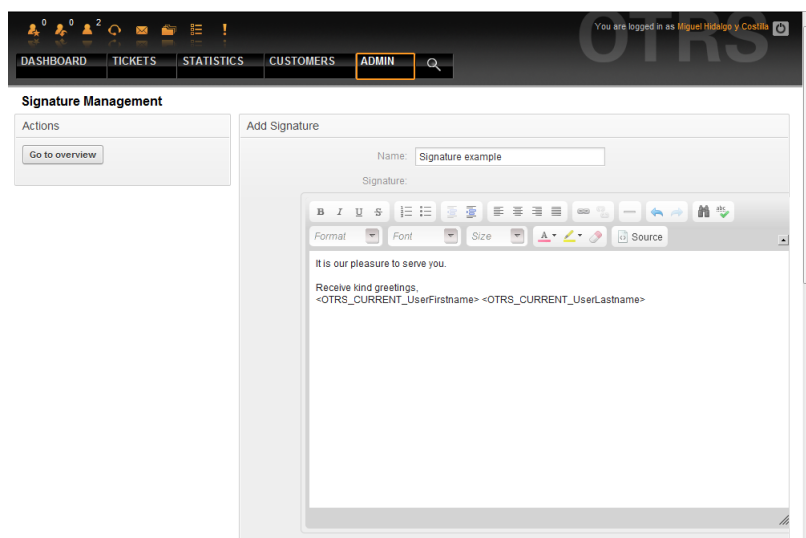 OTRS
0 0 2 !
You are logged in as Miguel Hidalgo y Costilla
DASHBOARD TICKETS STATISTICS CUSTOMERS ADMIN
Signature Management
Actions
Go to overview
Add Signature
Name: Signature example
Signature:
B I U S abc
Format Font Size A Source
It is our pleasure to serve you.
Receive kind greetings,
<OTRS_CURRENT_UserFirstname> <OTRS_CURRENT_UserLastname>